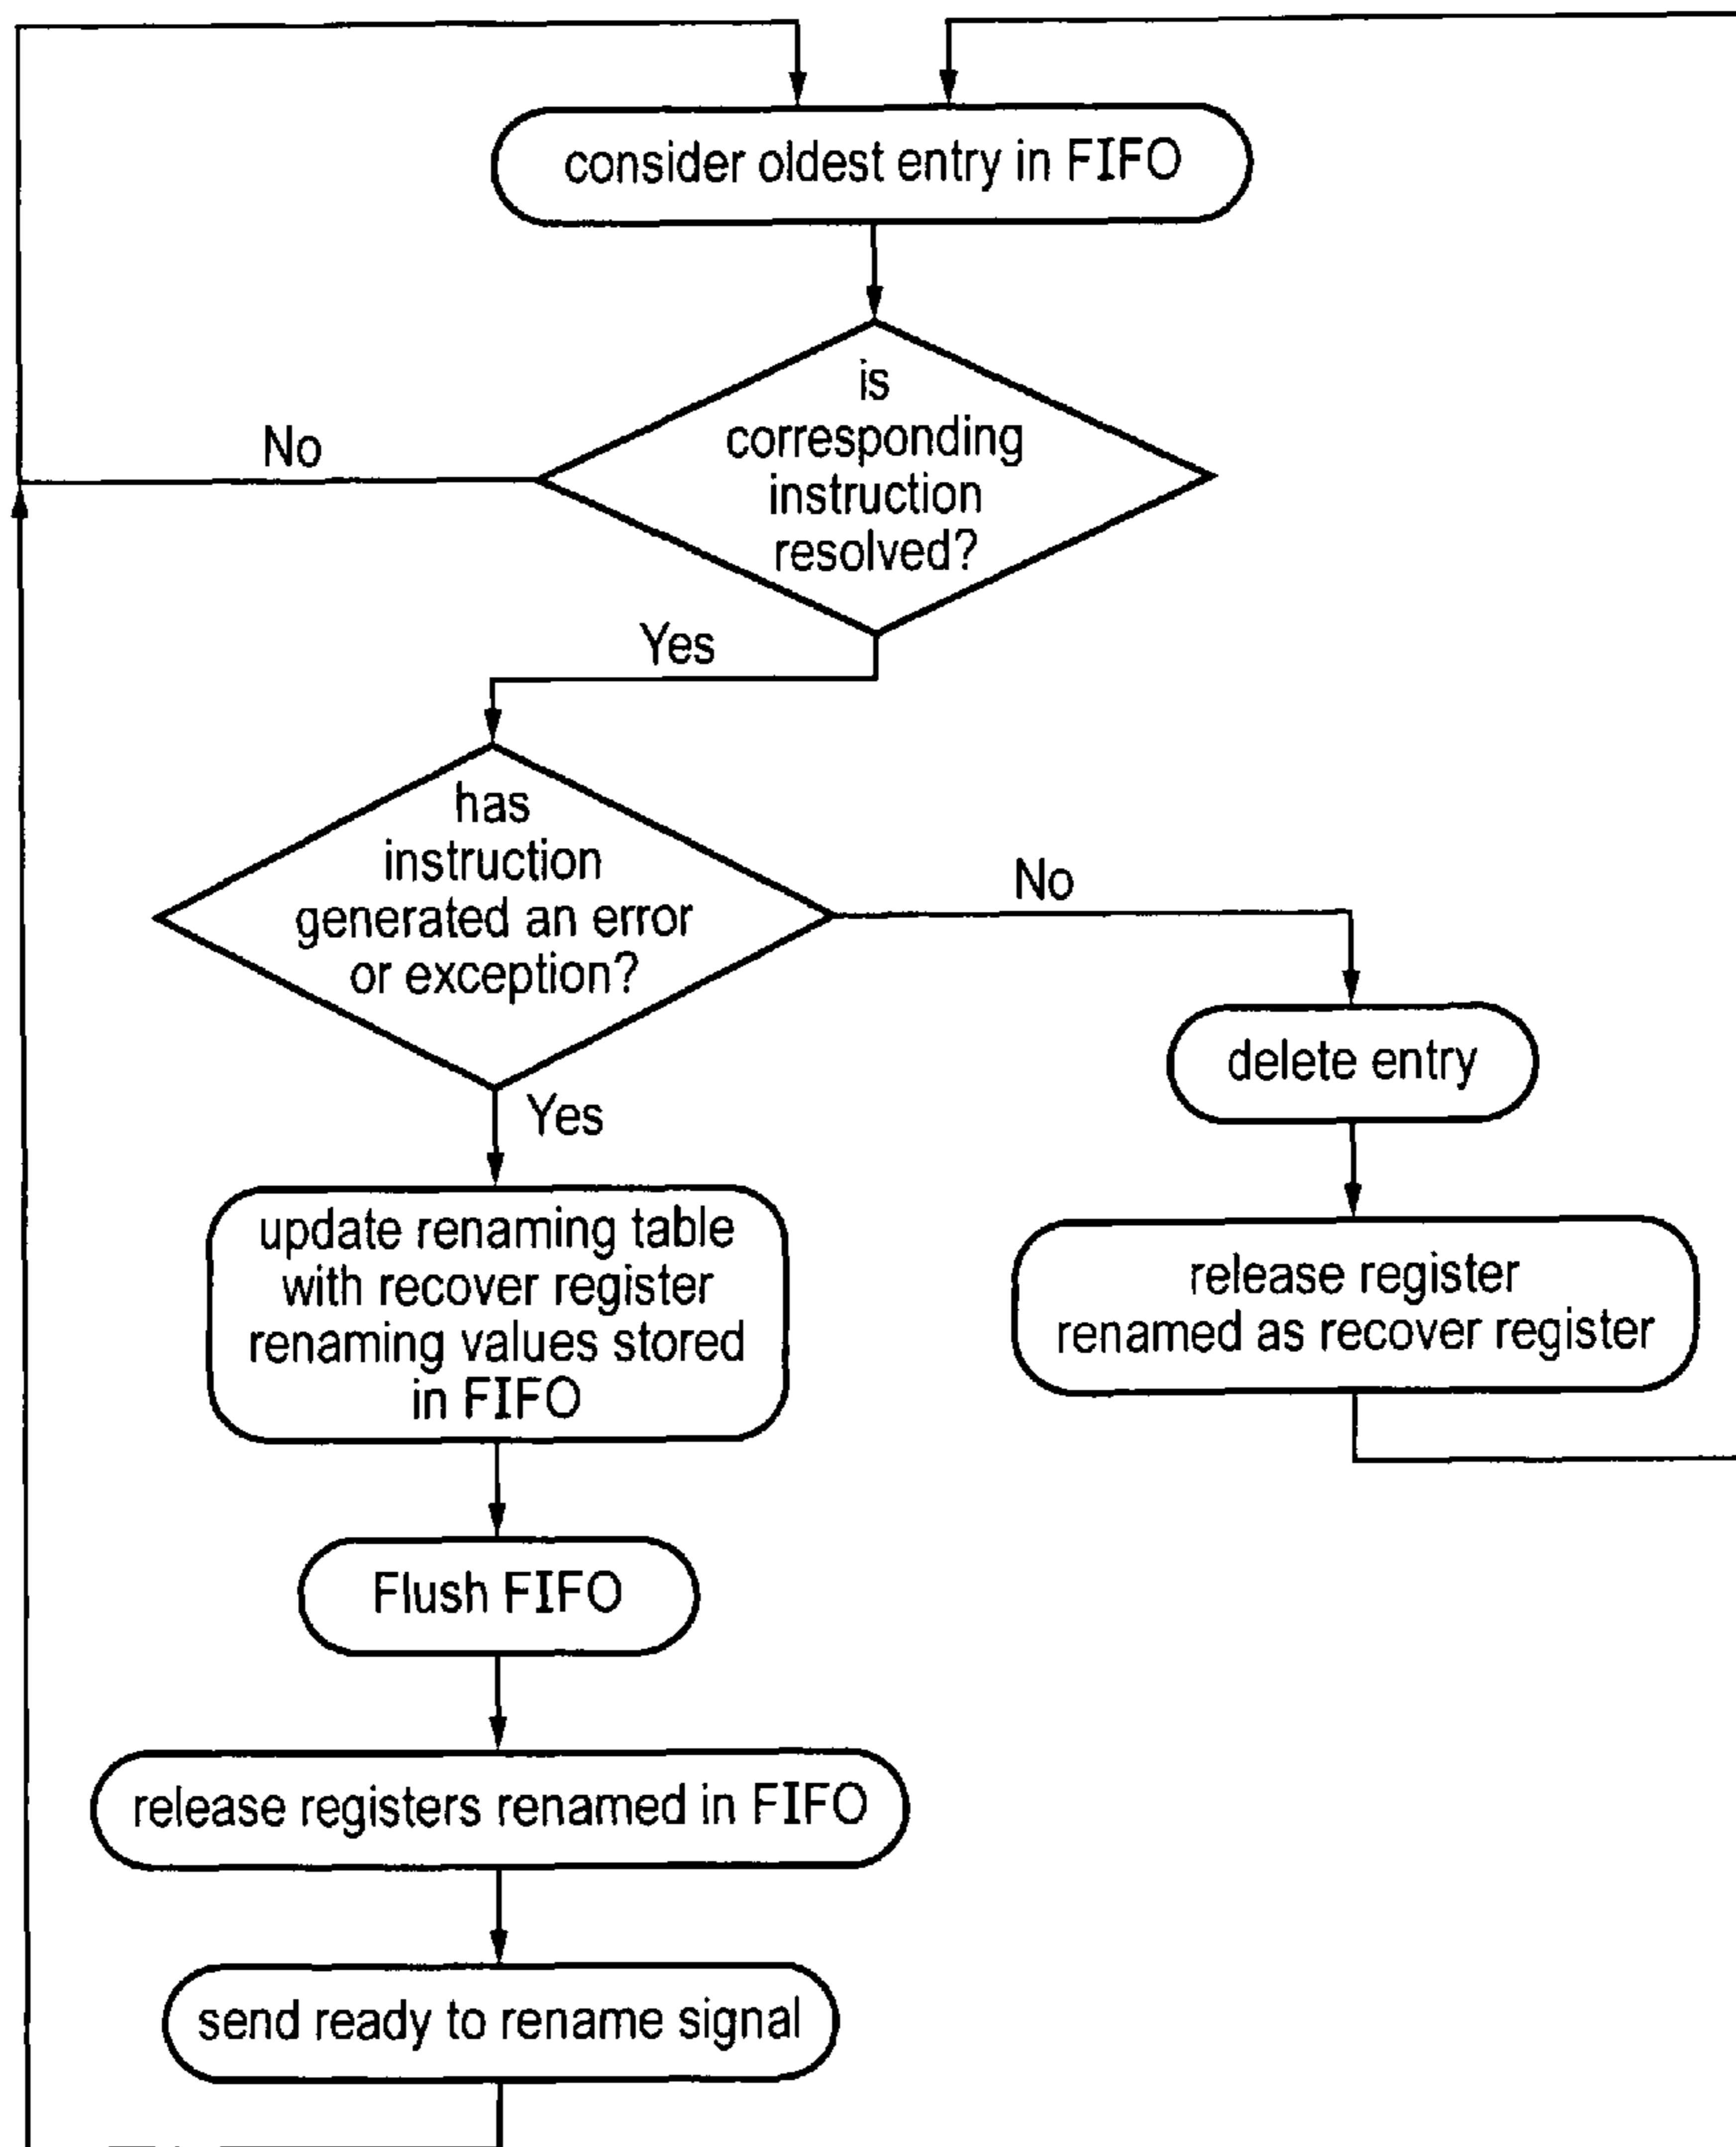 consider oldest entry in FIFO
is
corresponding
instruction
resolved?
No
Yes
has
instruction
generated an error
or exception?
No
Yes
delete entry
release register
renamed as recover register
update renaming table
with recover register
renaming values stored
in FIFO
Flush FIFO
release registers renamed in FIFO
send ready to rename signal